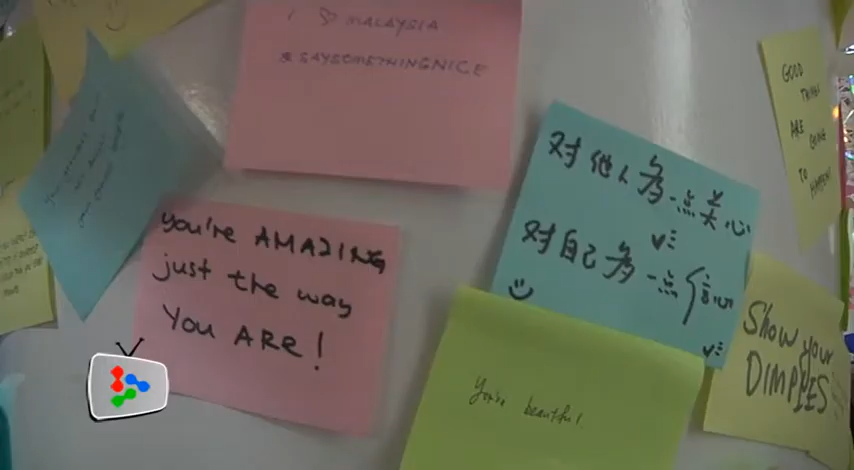 I ♡ MALAYSIA
#SAYSOMETHINGNICE
GOOD
THINGS
ARE GOING
TO HAPPEN!
对他人多一点关心
对自己多一点信心
You're AMAZING
just the way
YOU ARE!
You're beautiful.
Show your
DIMPLES